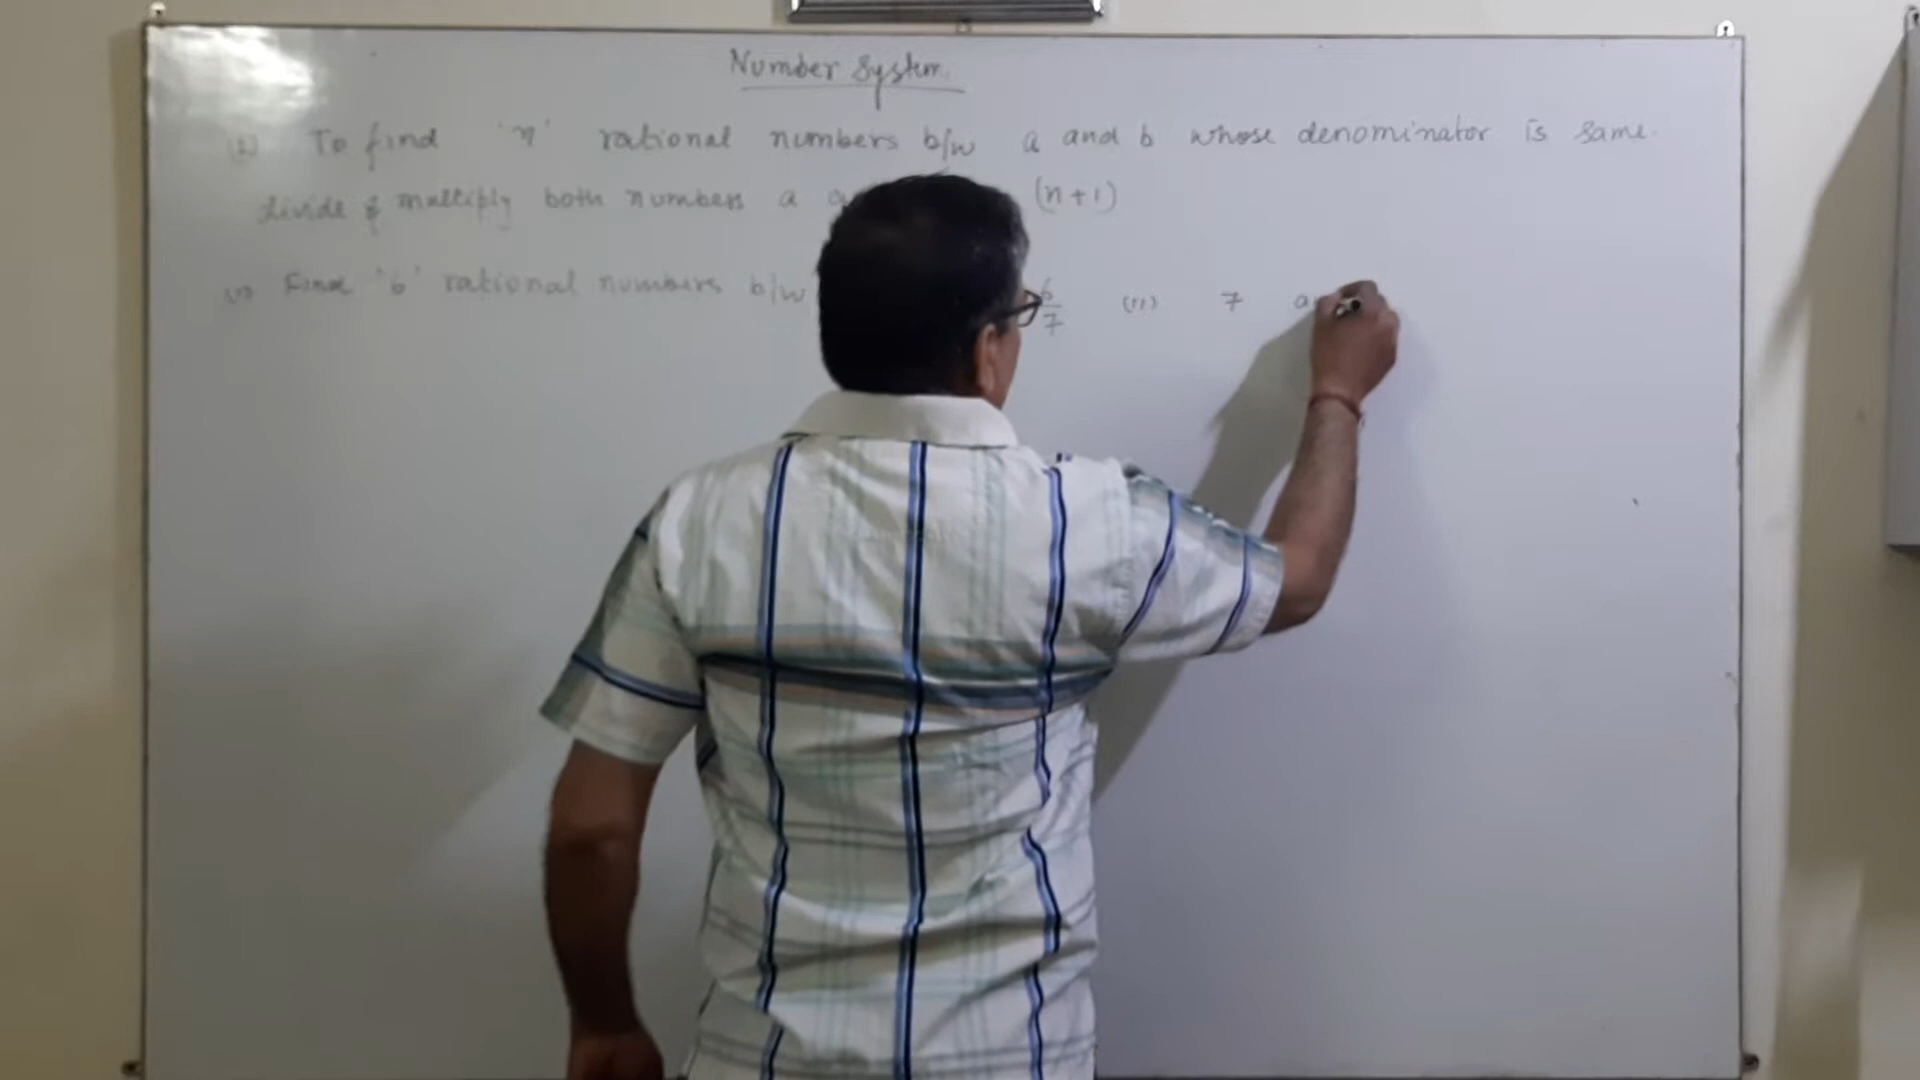 Number System
To find 'n' rational numbers b/w a and b whose denominator is same.
divide & multiply both numbers a (n+1)
(i) Find '6' rational numbers b/w 6/7 (ii) 7